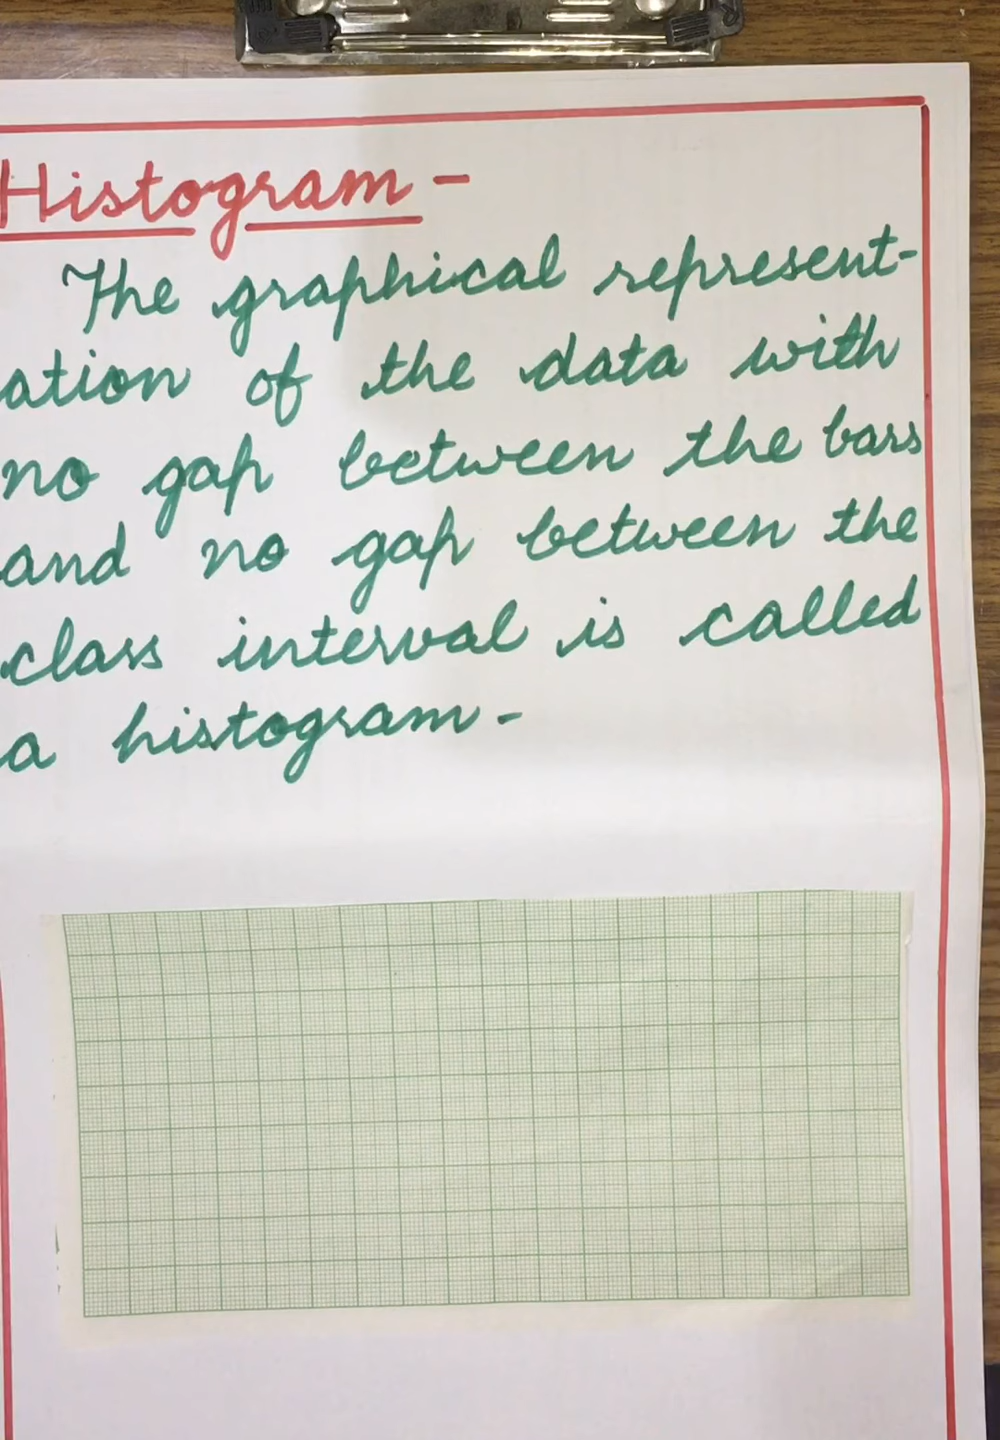 Histogram -
The graphical represent-
ation of the data with
no gap between the bars
and no gap between the
class interval is called
a histogram -